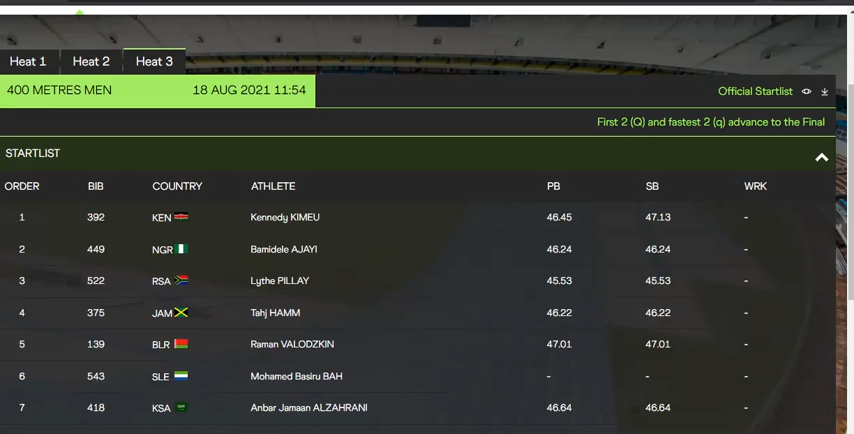 Heat 1 Heat 2 Heat 3
400 METRES MEN 18 AUG 2021 11:54 Official Startlist
First 2 (Q) and fastest 2 (q) advance to the Final
STARTLIST
ORDER BIB COUNTRY ATHLETE PB SB WRK
1 392 KEN Kennedy KIMEU 46.45 47.13 -
2 449 NGR Bamidele AJAYI 46.24 46.24 -
3 522 RSA Lythe PILLAY 45.53 45.53 -
4 375 JAM Tahj HAMM 46.22 46.22 -
5 139 BLR Raman VALODZKIN 47.01 47.01 -
6 543 SLE Mohamed Basiru BAH - - -
7 418 KSA Anbar Jamaan ALZAHRANI 46.64 46.64 -